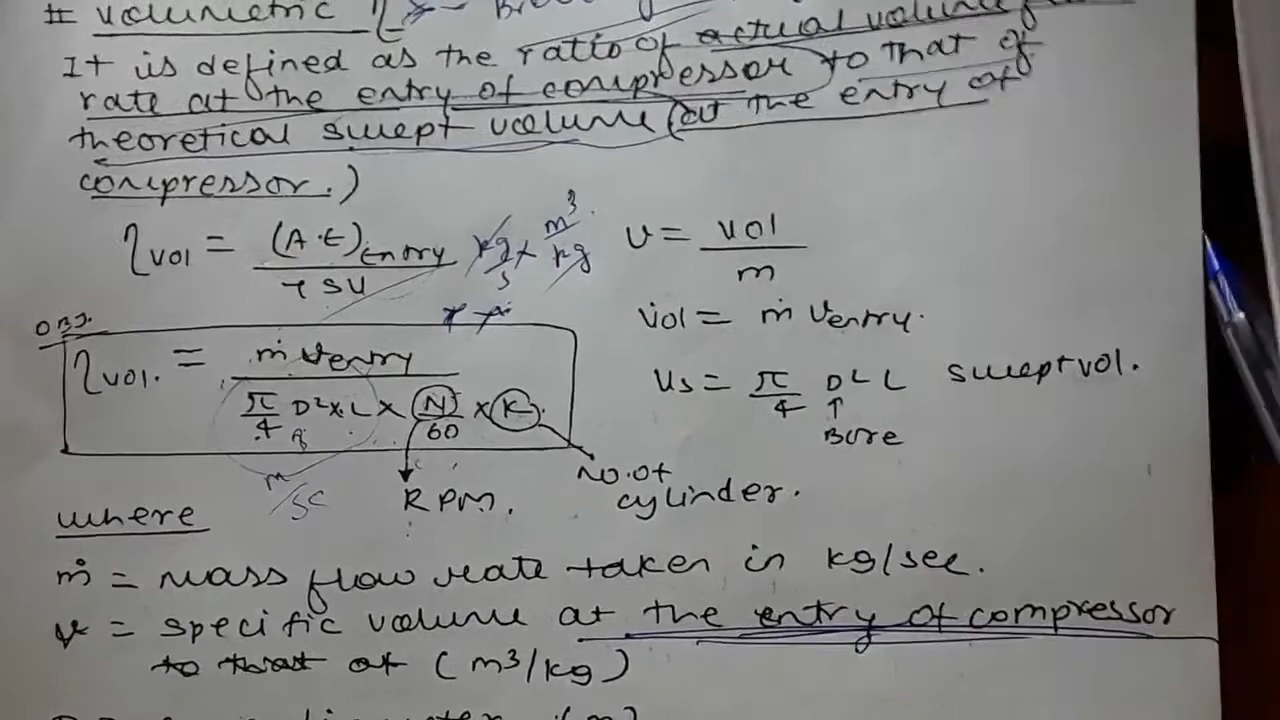 # volumetric η
It is defined as the ratio of actual volume
rate at the entry of compressor to that of
theoretical swept volume (at the entry of
compressor.)
ηvol = (A.E)entry / TSV kg/s × m³/kg v = vol / m
v̇ol = ṁ ventry.
OBJ.
ηvol. = ṁ ventry / π/4 D² × L × N/60 × K
vs = π/4 D² L swept vol.
↑
Bore
RPM.
No. of
cylinder.
where
ṁ = mass flow rate taken in kg/sec.
v = specific volume at the entry of compressor
of (m³/kg)